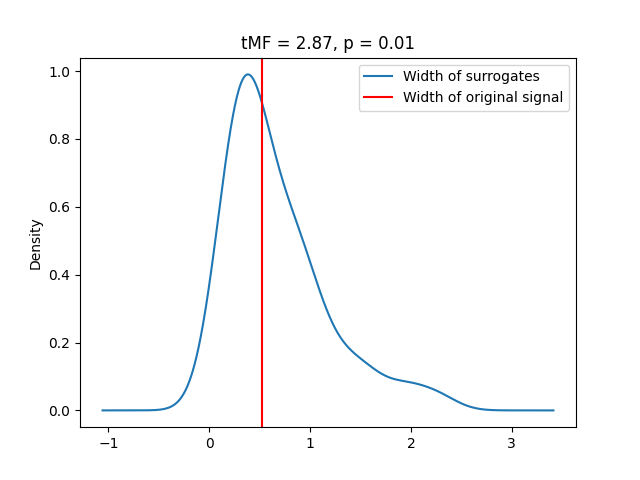 tMF = 2.87, p = 0.01
Width of surrogates
Width of original signal
Density
1.0
0.8
0.6
0.4
0.2
0.0
−1
0
1
2
3